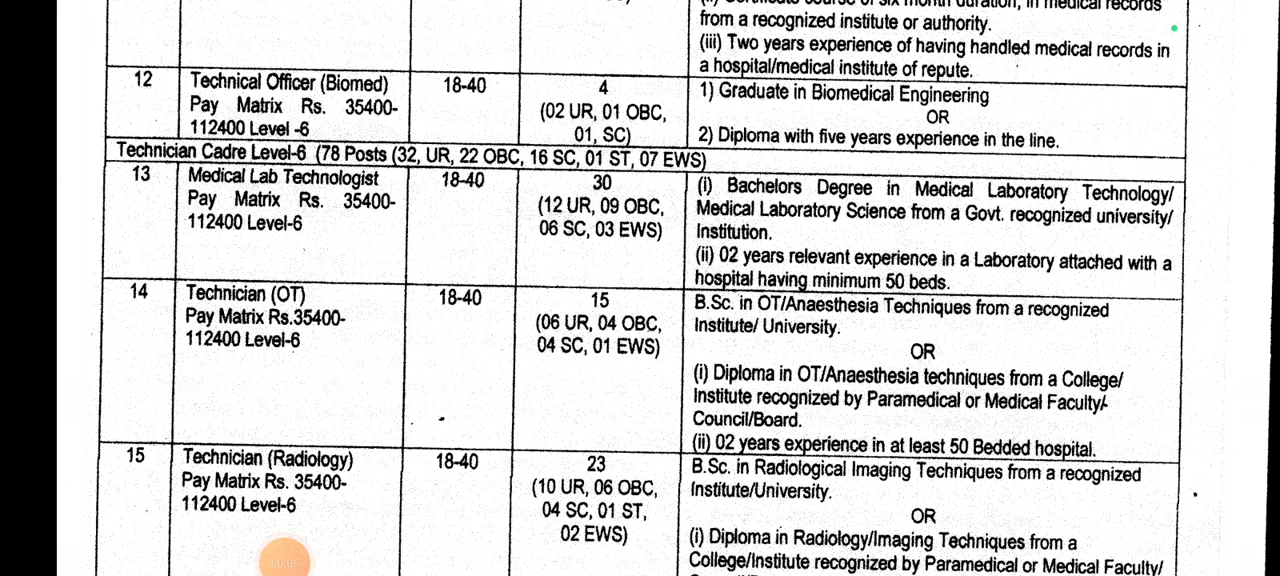 from a recognized institute or authority.
(iii) Two years experience of having handled medical records in
a hospital/medical institute of repute.
12
Technical Officer (Biomed)
Pay Matrix Rs. 35400-
112400 Level -6
18-40
4
(02 UR, 01 OBC,
01, SC)
1) Graduate in Biomedical Engineering
OR
2) Diploma with five years experience in the line.
Technician Cadre Level-6 (78 Posts (32, UR, 22 OBC, 16 SC, 01 ST, 07 EWS)
13
Medical Lab Technologist
Pay Matrix Rs. 35400-
112400 Level-6
18-40
30
(12 UR, 09 OBC,
06 SC, 03 EWS)
(i) Bachelors Degree in Medical Laboratory Technology/
Medical Laboratory Science from a Govt. recognized university/
Institution.
(ii) 02 years relevant experience in a Laboratory attached with a
hospital having minimum 50 beds.
14
Technician (OT)
Pay Matrix Rs.35400-
112400 Level-6
18-40
15
(06 UR, 04 OBC,
04 SC, 01 EWS)
B.Sc. in OT/Anaesthesia Techniques from a recognized
Institute/ University.
OR
(i) Diploma in OT/Anaesthesia techniques from a College/
Institute recognized by Paramedical or Medical Faculty/
Council/Board.
(ii) 02 years experience in at least 50 Bedded hospital.
15
Technician (Radiology)
Pay Matrix Rs. 35400-
112400 Level-6
18-40
23
(10 UR, 06 OBC,
04 SC, 01 ST,
02 EWS)
B.Sc. in Radiological Imaging Techniques from a recognized
Institute/University.
OR
(i) Diploma in Radiology/Imaging Techniques from a
College/Institute recognized by Paramedical or Medical Faculty/
00:05